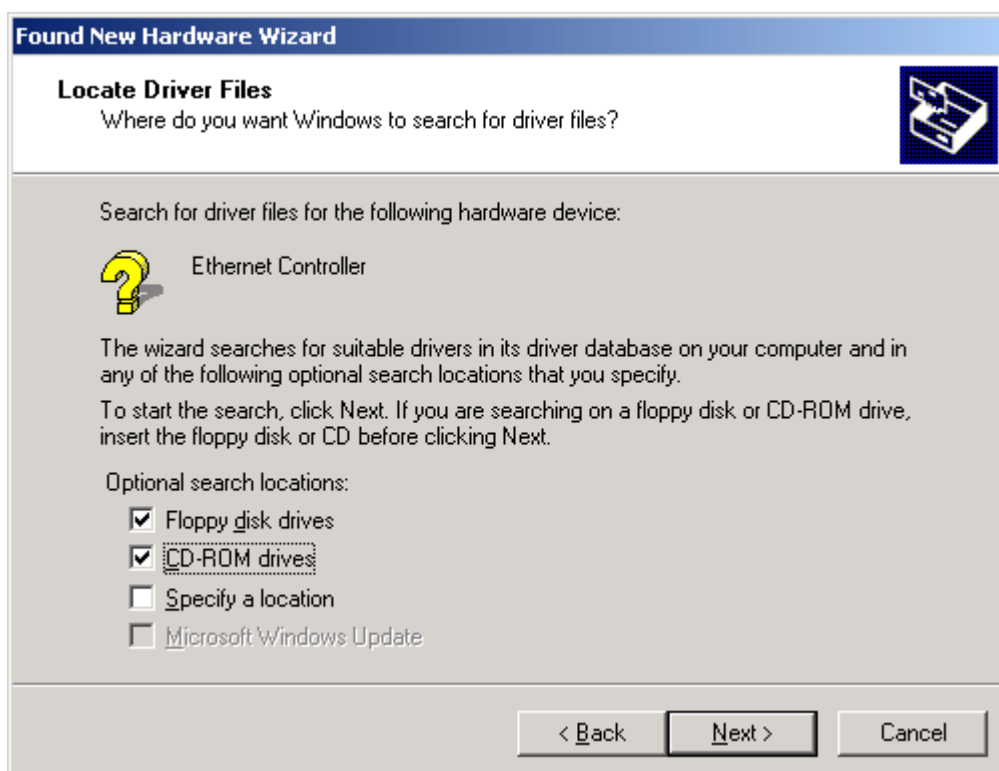 Found New Hardware Wizard
Locate Driver Files
Where do you want Windows to search for driver files?
Search for driver files for the following hardware device:
Ethernet Controller
The wizard searches for suitable drivers in its driver database on your computer and in
any of the following optional search locations that you specify.
To start the search, click Next. If you are searching on a floppy disk or CD-ROM drive,
insert the floppy disk or CD before clicking Next.
Optional search locations:
Floppy disk drives
CD-ROM drives
Specify a location
Microsoft Windows Update
< Back Next > Cancel